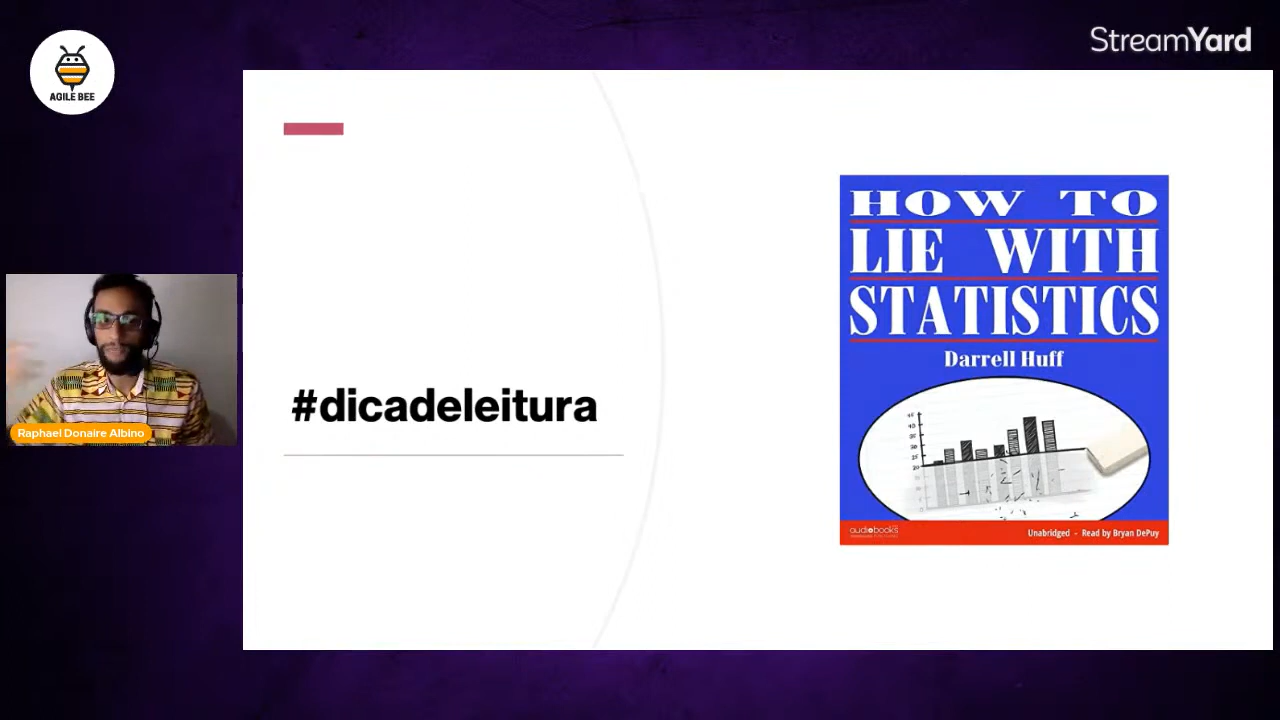 AGILE BEE
StreamYard
HOW TO
LIE WITH
STATISTICS
Darrell Huff
#dicadeleitura
Raphael Donaire Albino
audiobooks
Unabridged - Read by Bryan DePuy